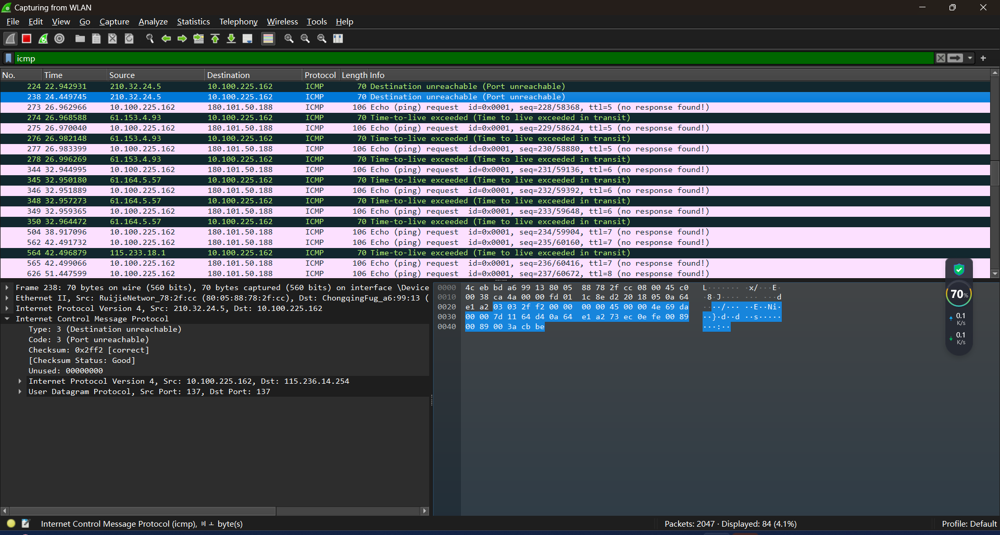 Capturing from WLAN
File Edit View Go Capture Analyze Statistics Telephony Wireless Tools Help
icmp
No. Time Source Destination Protocol Length Info
224 22.942931 210.32.24.5 10.100.225.162 ICMP 70 Destination unreachable (Port unreachable)
238 24.449745 210.32.24.5 10.100.225.162 ICMP 70 Destination unreachable (Port unreachable)
273 26.962966 10.100.225.162 180.101.50.188 ICMP 106 Echo (ping) request id=0x0001, seq=228/58368, ttl=5 (no response found!)
274 26.968588 61.153.4.93 10.100.225.162 ICMP 70 Time-to-live exceeded (Time to live exceeded in transit)
275 26.970040 10.100.225.162 180.101.50.188 ICMP 106 Echo (ping) request id=0x0001, seq=229/58624, ttl=5 (no response found!)
276 26.982148 61.153.4.93 10.100.225.162 ICMP 70 Time-to-live exceeded (Time to live exceeded in transit)
277 26.983399 10.100.225.162 180.101.50.188 ICMP 106 Echo (ping) request id=0x0001, seq=230/58880, ttl=5 (no response found!)
278 26.996269 61.153.4.93 10.100.225.162 ICMP 70 Time-to-live exceeded (Time to live exceeded in transit)
344 32.944995 10.100.225.162 180.101.50.188 ICMP 106 Echo (ping) request id=0x0001, seq=231/59136, ttl=6 (no response found!)
345 32.950180 61.164.5.57 10.100.225.162 ICMP 70 Time-to-live exceeded (Time to live exceeded in transit)
346 32.951889 10.100.225.162 180.101.50.188 ICMP 106 Echo (ping) request id=0x0001, seq=232/59392, ttl=6 (no response found!)
348 32.957273 61.164.5.57 10.100.225.162 ICMP 70 Time-to-live exceeded (Time to live exceeded in transit)
349 32.959365 10.100.225.162 180.101.50.188 ICMP 106 Echo (ping) request id=0x0001, seq=233/59648, ttl=6 (no response found!)
350 32.964472 61.164.5.57 10.100.225.162 ICMP 70 Time-to-live exceeded (Time to live exceeded in transit)
504 38.917096 10.100.225.162 180.101.50.188 ICMP 106 Echo (ping) request id=0x0001, seq=234/59904, ttl=7 (no response found!)
562 42.491732 10.100.225.162 180.101.50.188 ICMP 106 Echo (ping) request id=0x0001, seq=235/60160, ttl=7 (no response found!)
564 42.496879 115.233.18.1 10.100.225.162 ICMP 70 Time-to-live exceeded (Time to live exceeded in transit)
565 42.499066 10.100.225.162 180.101.50.188 ICMP 106 Echo (ping) request id=0x0001, seq=236/60416, ttl=7 (no response found!)
626 51.447599 10.100.225.162 180.101.50.188 ICMP 106 Echo (ping) request id=0x0001, seq=237/60672, ttl=8 (no response found!)
Frame 238: 70 bytes on wire (560 bits), 70 bytes captured (560 bits) on interface \Device
Ethernet II, Src: RuijieNetwor_78:2f:cc (80:05:88:78:2f:cc), Dst: ChongqingFug_a6:99:13 (
Internet Protocol Version 4, Src: 210.32.24.5, Dst: 10.100.225.162
Internet Control Message Protocol
Type: 3 (Destination unreachable)
Code: 3 (Port unreachable)
Checksum: 0x2ff2 [correct]
[Checksum Status: Good]
Unused: 00000000
Internet Protocol Version 4, Src: 10.100.225.162, Dst: 115.236.14.254
User Datagram Protocol, Src Port: 137, Dst Port: 137
0000 4c eb bd a6 99 13 80 05 88 78 2f cc 08 00 45 c0 L······· ·x/···E·
0010 00 38 ca 4a 00 00 fd 01 1c 8e d2 20 18 05 0a 64 ·8·J···· ··· ···d
0020 e1 a2 03 03 2f f2 00 00 00 00 45 00 00 4e 69 da ····/··· ··E··Ni·
0030 00 00 7d 11 64 d4 0a 64 e1 a2 73 ec 0e fe 00 89 ··}·d··d ··s·····
0040 00 89 00 3a cb be ···:··
70%
0.1
K/s
0.1
K/s
Internet Control Message Protocol (icmp), byte(s)
Packets: 2047 · Displayed: 84 (4.1%)
Profile: Default